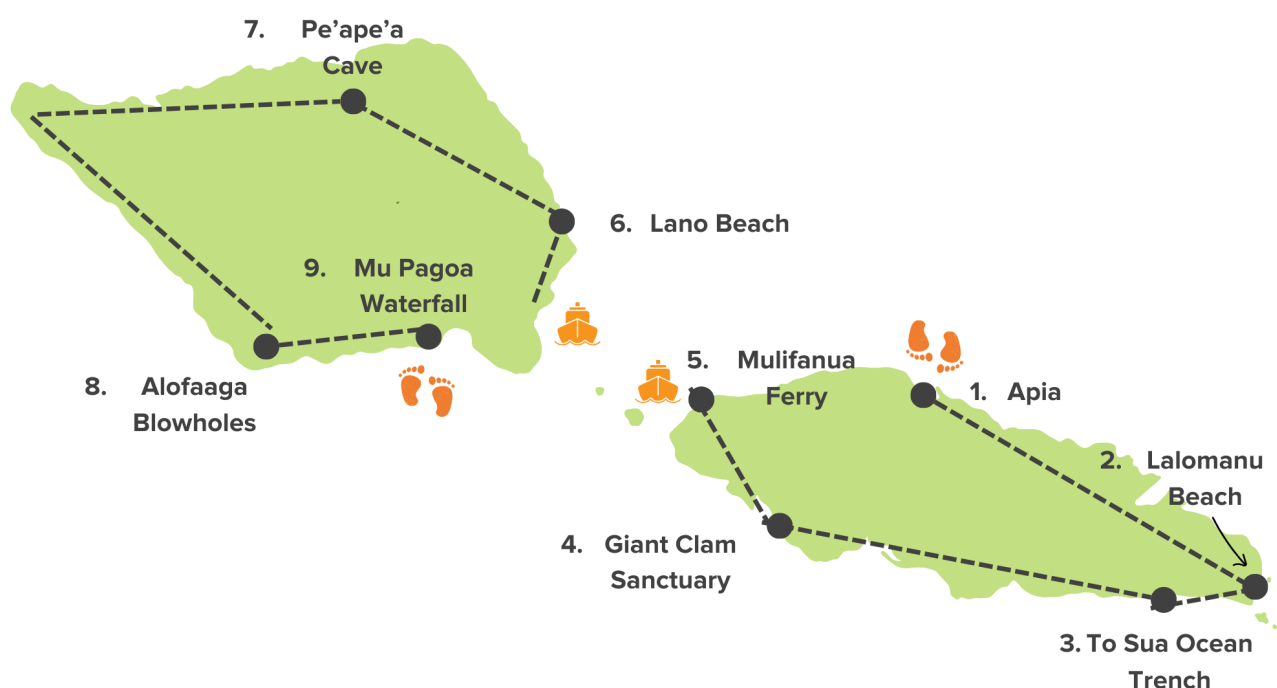 7. Pe’ape’a
Cave
6. Lano Beach
9. Mu Pagoa
Waterfall
5. Mulifanua
Ferry
8. Alofaaga
Blowholes
1. Apia
2. Lalomanu
Beach
4. Giant Clam
Sanctuary
3. To Sua Ocean
Trench